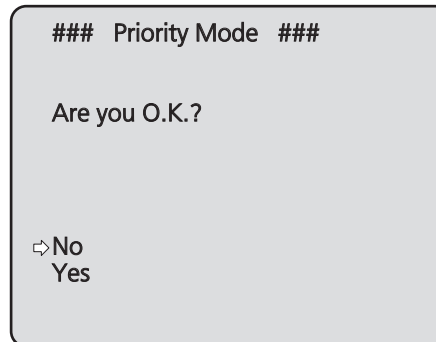 ### Priority Mode ###
Are you O.K.?
⇨No
Yes